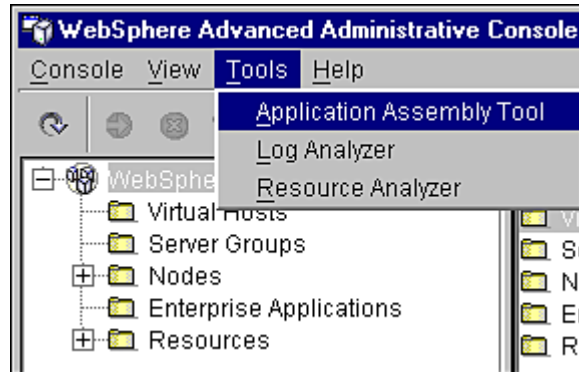 WebSphere Advanced Administrative Console
Console View Tools Help
Application Assembly Tool
Log Analyzer
Resource Analyzer
Virtual Hosts
Server Groups
Nodes
Enterprise Applications
Resources